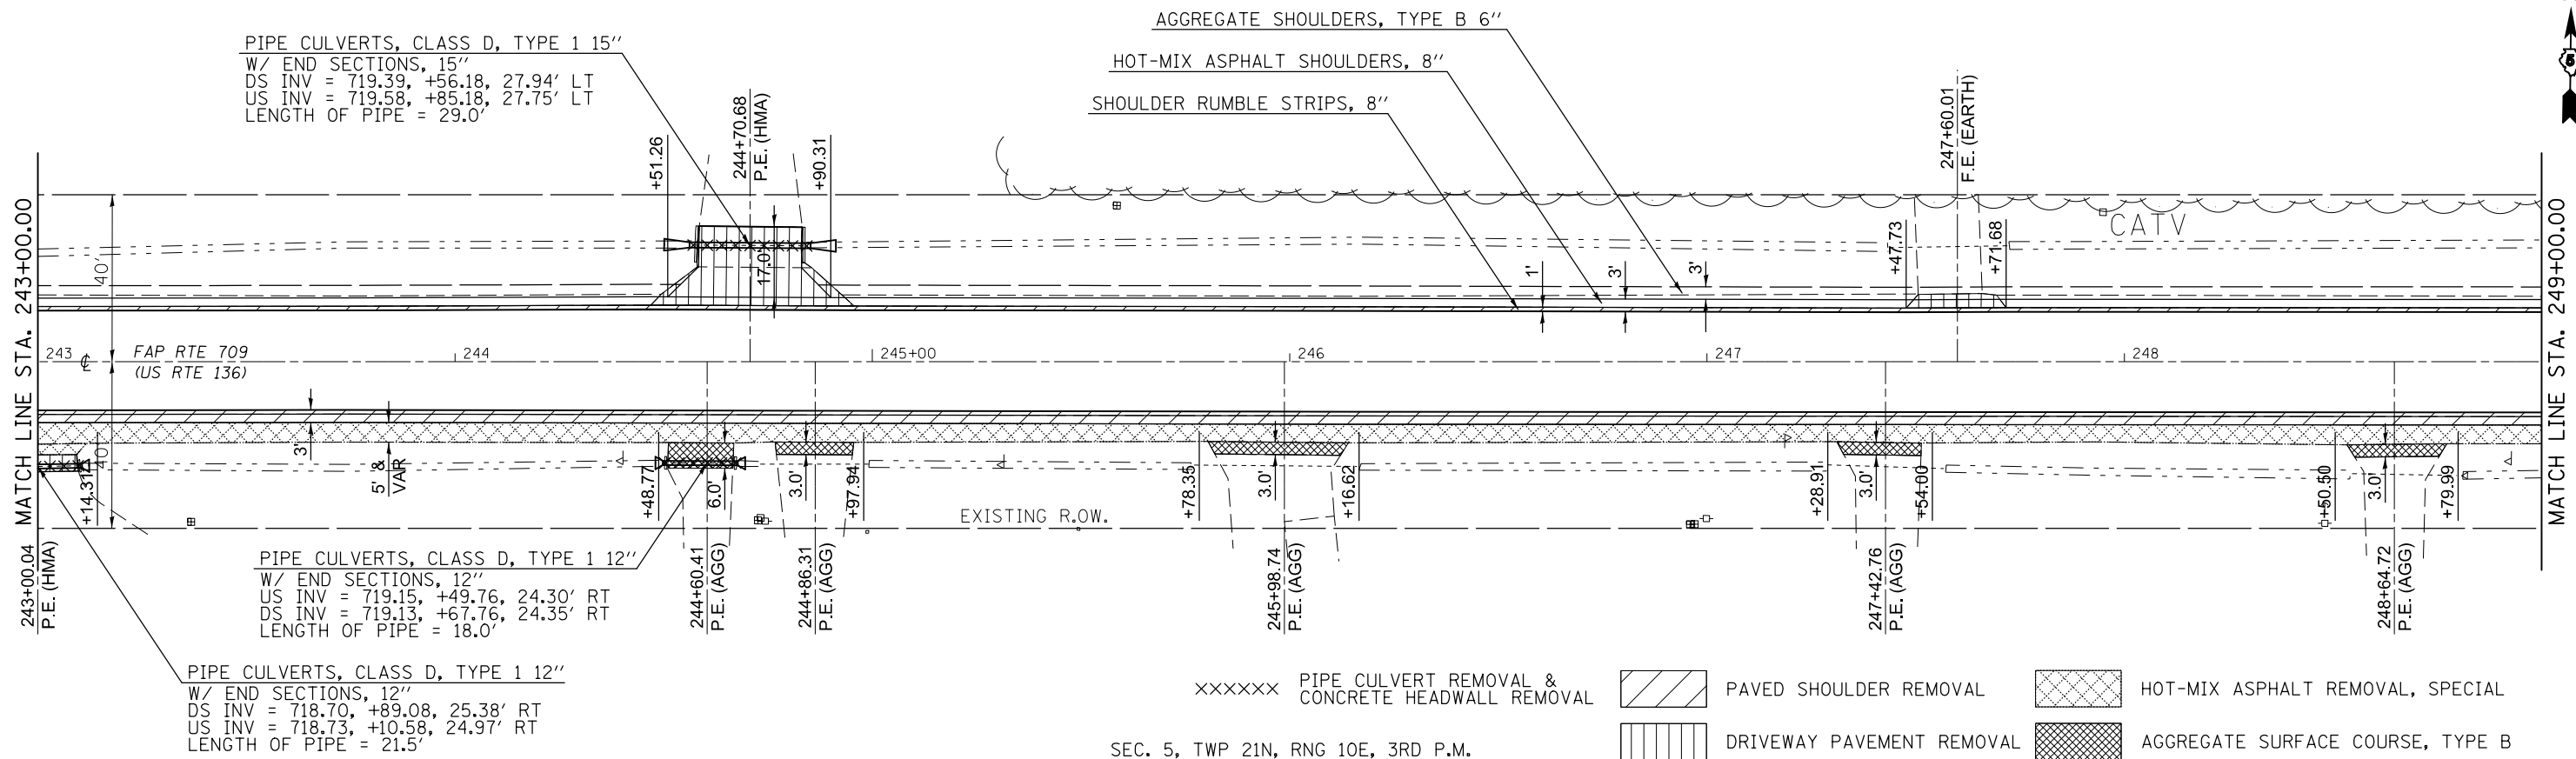 AGGREGATE SHOULDERS, TYPE B 6"
PIPE CULVERTS, CLASS D, TYPE 1 15"
W/ END SECTIONS, 15"
DS INV = 719.39, +56.18, 27.94' LT
US INV = 719.58, +85.18, 27.75' LT
LENGTH OF PIPE = 29.0'
HOT-MIX ASPHALT SHOULDERS, 8"
SHOULDER RUMBLE STRIPS, 8"
5
+51.26
244+70.68
P.E. (HMA)
+90.31
247+60.01
F.E. (EARTH)
MATCH LINE STA. 243+00.00
40'
17.0'
1'
3'
3'
+47.73
+71.68
CATV
MATCH LINE STA. 249+00.00
243
FAP RTE 709
(US RTE 136)
244
245+00
246
247
248
3'
40'
5' &
VAR
+14.31
+48.77
6.0'
3.0'
+97.94
+78.35
3.0'
+16.62
+28.91
3.0'
+54.00
+50.50
3.0'
+79.99
EXISTING R.O.W.
243+00.04
P.E. (HMA)
244+60.41
P.E. (AGG)
244+86.31
P.E. (AGG)
245+98.74
P.E. (AGG)
247+42.76
P.E. (AGG)
248+64.72
P.E. (AGG)
PIPE CULVERTS, CLASS D, TYPE 1 12"
W/ END SECTIONS, 12"
US INV = 719.15, +49.76, 24.30' RT
DS INV = 719.13, +67.76, 24.35' RT
LENGTH OF PIPE = 18.0'
PIPE CULVERTS, CLASS D, TYPE 1 12"
W/ END SECTIONS, 12"
DS INV = 718.70, +89.08, 25.38' RT
US INV = 718.73, +10.58, 24.97' RT
LENGTH OF PIPE = 21.5'
PIPE CULVERT REMOVAL &
CONCRETE HEADWALL REMOVAL
PAVED SHOULDER REMOVAL
HOT-MIX ASPHALT REMOVAL, SPECIAL
SEC. 5, TWP 21N, RNG 10E, 3RD P.M.
DRIVEWAY PAVEMENT REMOVAL
AGGREGATE SURFACE COURSE, TYPE B